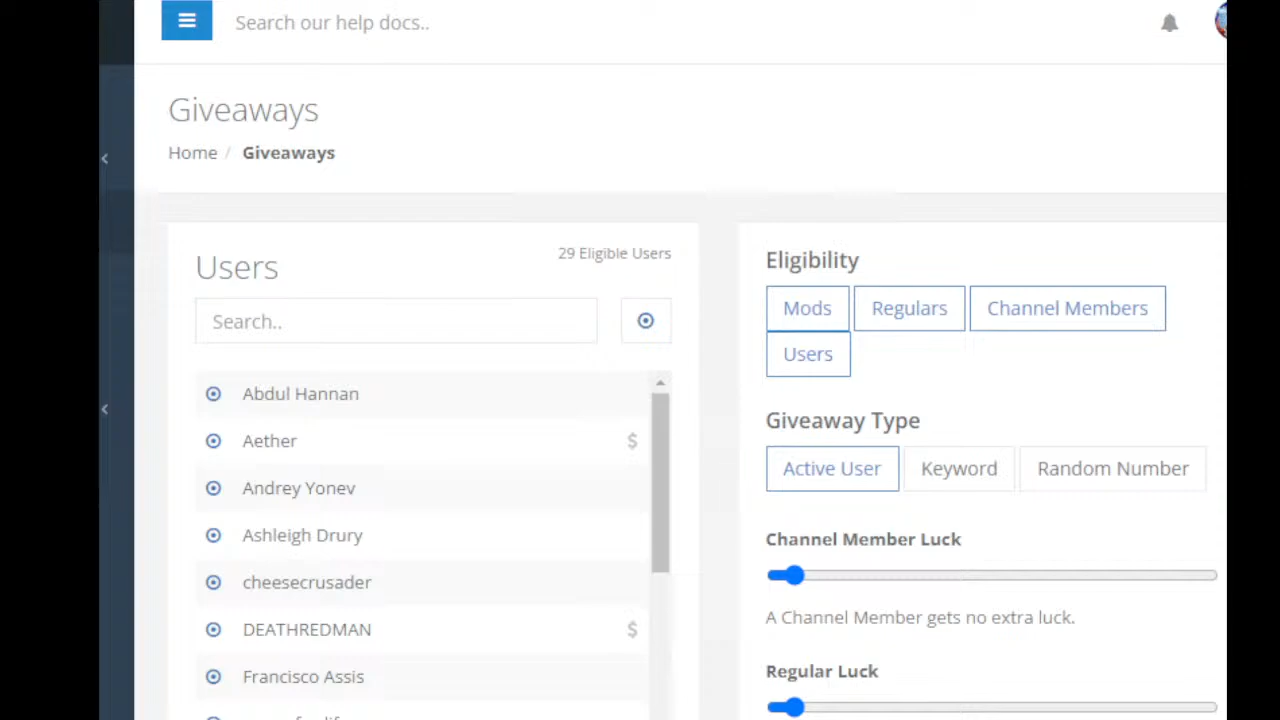 Search our help docs..
Giveaways
Home / Giveaways
Users
29 Eligible Users
Search..
Abdul Hannan
Aether $
Andrey Yonev
Ashleigh Drury
cheesecrusader
DEATHREDMAN $
Francisco Assis
Eligibility
Mods Regulars Channel Members
Users
Giveaway Type
Active User Keyword Random Number
Channel Member Luck
A Channel Member gets no extra luck.
Regular Luck